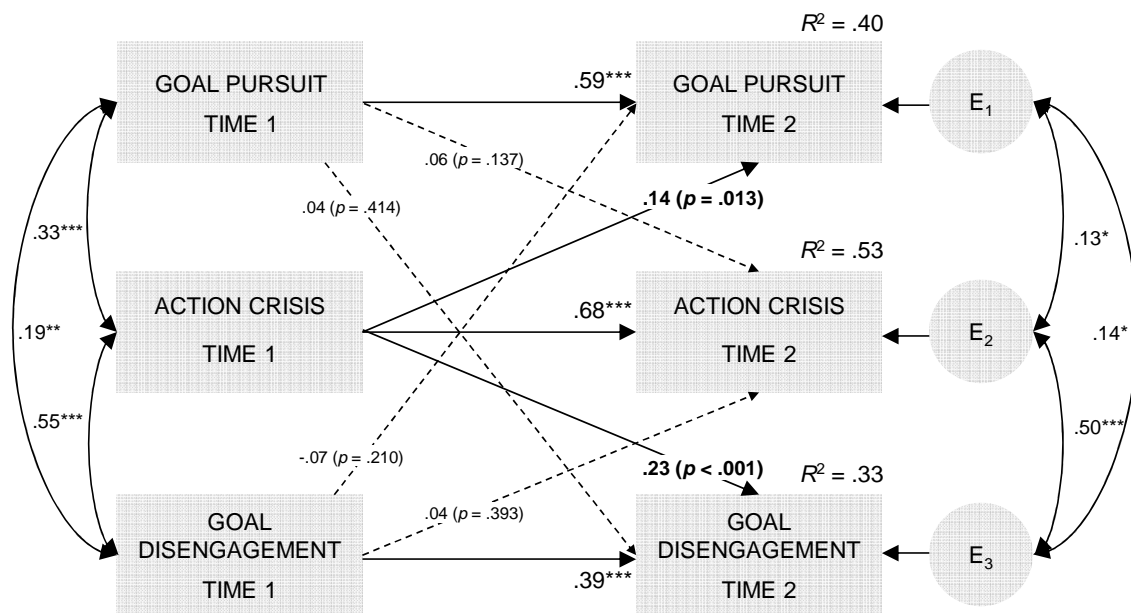 R² = .40
GOAL PURSUIT
TIME 1
.59***
GOAL PURSUIT
TIME 2
E₁
.06 (p = .137)
.04 (p = .414)
.14 (p = .013)
.33***
.13*
R² = .53
ACTION CRISIS
TIME 1
.68***
ACTION CRISIS
TIME 2
E₂
.19**
.14*
.55***
.50***
-.07 (p = .210)
.23 (p < .001)
R² = .33
.04 (p = .393)
GOAL
DISENGAGEMENT
TIME 1
.39***
GOAL
DISENGAGEMENT
TIME 2
E₃